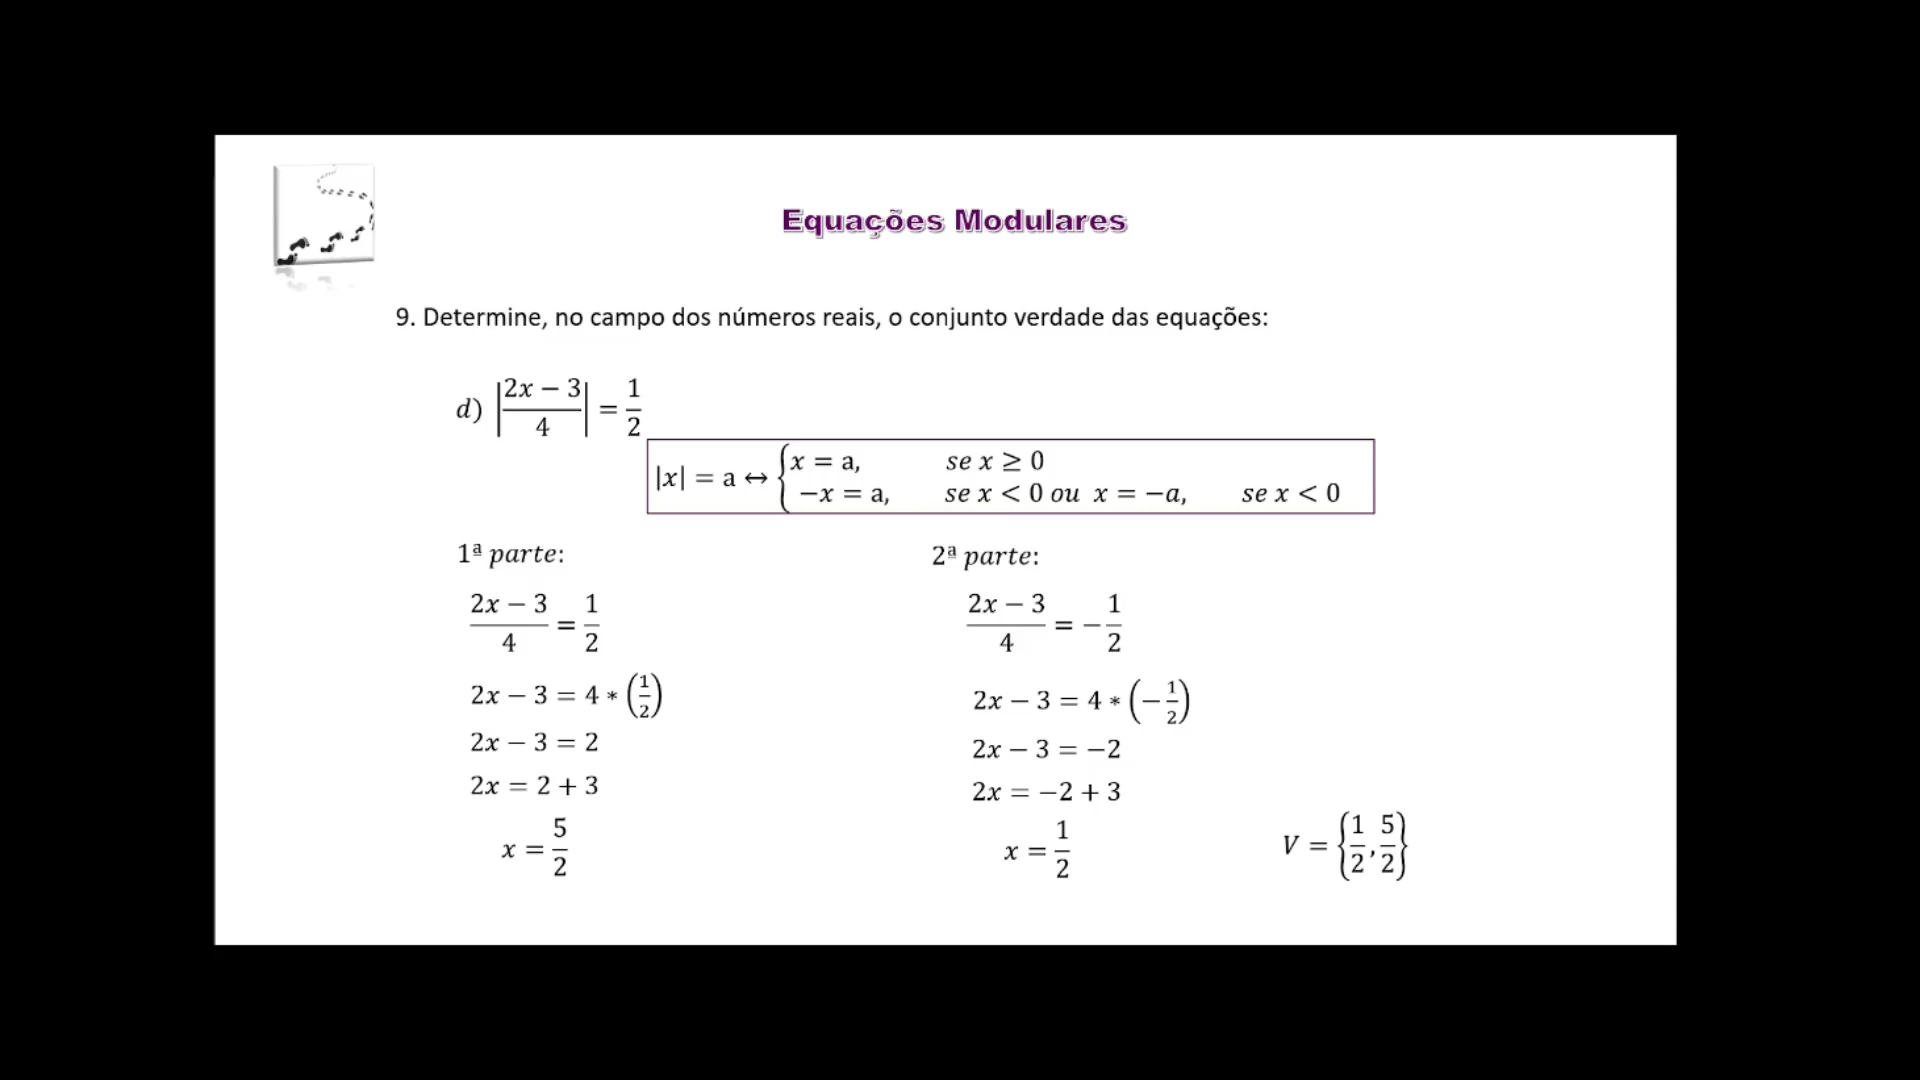 Equações Modulares
9. Determine, no campo dos números reais, o conjunto verdade das equações:
d) |(2x − 3)/4| = 1/2
|x| = a ↔ { x = a, se x ≥ 0
−x = a, se x < 0 ou x = −a, se x < 0
1ª parte:
(2x − 3)/4 = 1/2
2x − 3 = 4 * (1/2)
2x − 3 = 2
2x = 2 + 3
x = 5/2
2ª parte:
(2x − 3)/4 = −1/2
2x − 3 = 4 * (−1/2)
2x − 3 = −2
2x = −2 + 3
x = 1/2
V = {1/2, 5/2}